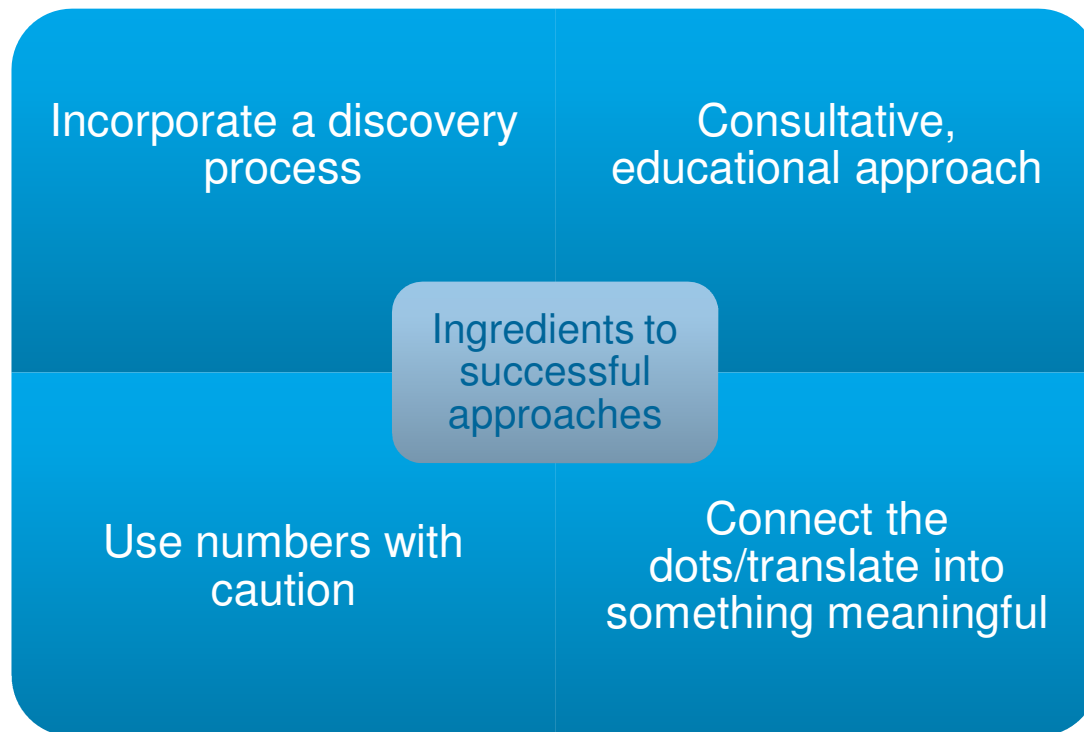 Incorporate a discovery
process
Consultative,
educational approach
Ingredients to
successful
approaches
Use numbers with
caution
Connect the
dots/translate into
something meaningful